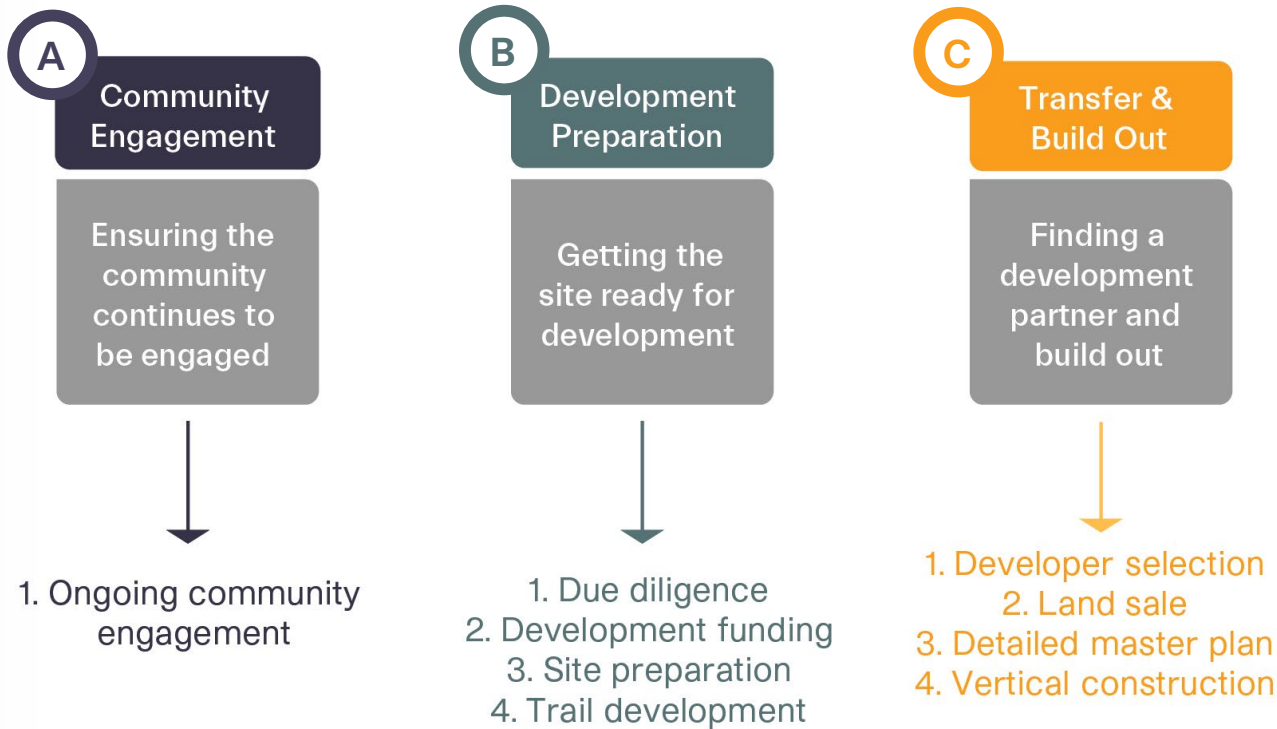 A
Community
Engagement
Ensuring the
community
continues to
be engaged
1. Ongoing community
engagement
B
Development
Preparation
Getting the
site ready for
development
1. Due diligence
2. Development funding
3. Site preparation
4. Trail development
C
Transfer &
Build Out
Finding a
development
partner and
build out
1. Developer selection
2. Land sale
3. Detailed master plan
4. Vertical construction